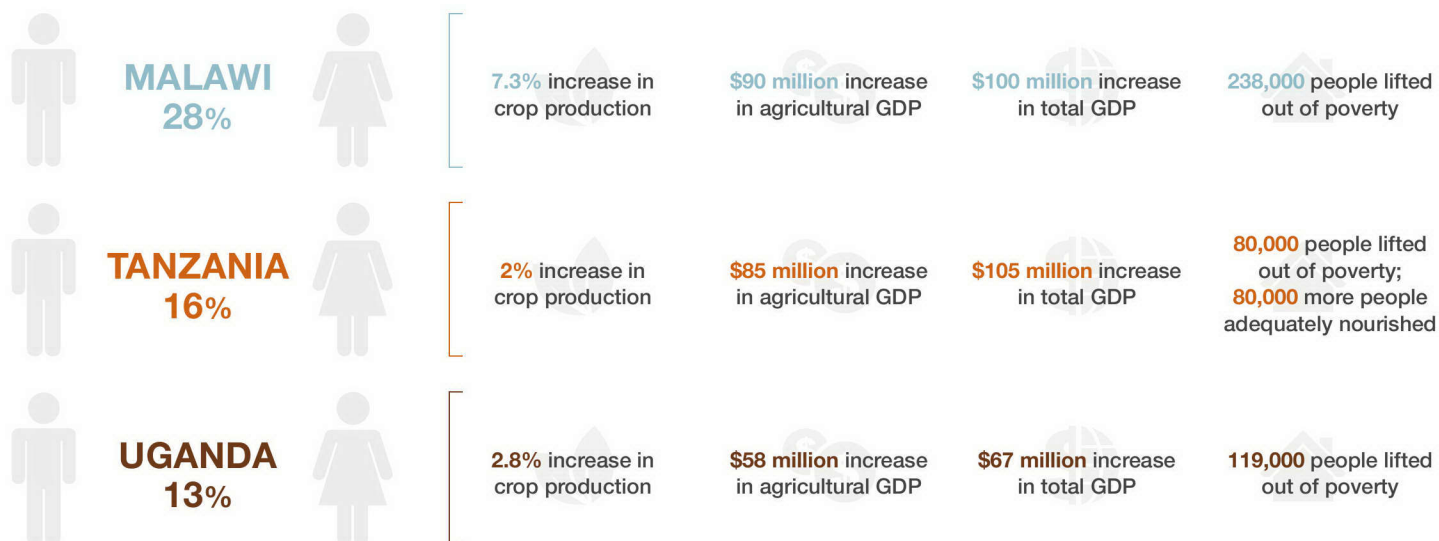 MALAWI
28%
7.3% increase in
crop production
$90 million increase
in agricultural GDP
$100 million increase
in total GDP
238,000 people lifted
out of poverty
TANZANIA
16%
2% increase in
crop production
$85 million increase
in agricultural GDP
$105 million increase
in total GDP
80,000 people lifted
out of poverty;
80,000 more people
adequately nourished
UGANDA
13%
2.8% increase in
crop production
$58 million increase
in agricultural GDP
$67 million increase
in total GDP
119,000 people lifted
out of poverty